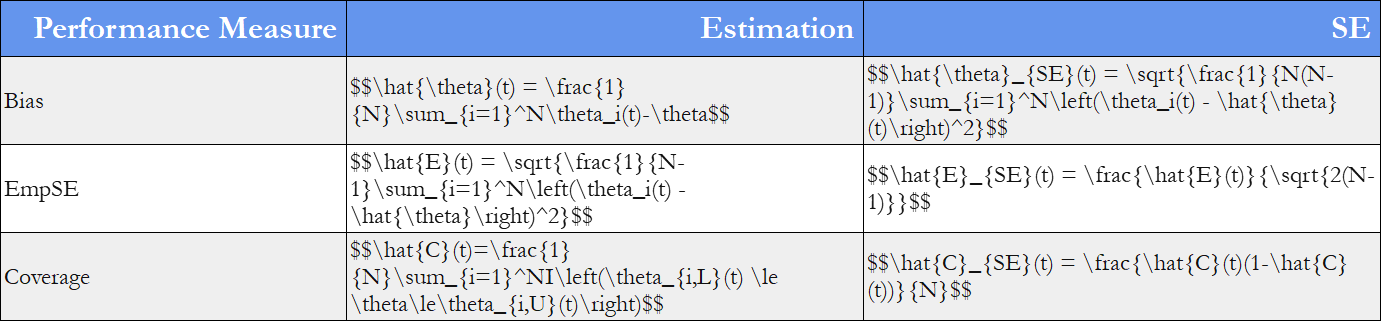 Performance Measure Estimation SE
Bias
$$\hat{\theta}(t) = \frac{1}
{N}\sum_{i=1}^N\theta_i(t)-\theta$$
$$\hat{\theta}_{SE}(t) = \sqrt{\frac{1}{N(N-
1)}\sum_{i=1}^N\left(\theta_i(t) - \hat{\theta}
(t)\right)^2}$$
EmpSE
$$\hat{E}(t) = \sqrt{\frac{1}{N-
1}\sum_{i=1}^N\left(\theta_i(t) -
\hat{\theta}\right)^2}$$
$$\hat{E}_{SE}(t) = \frac{\hat{E}(t)}{\sqrt{2(N-
1)}}$$
Coverage
$$\hat{C}(t)=\frac{1}
{N}\sum_{i=1}^NI\left(\theta_{i,L}(t) \le
\theta\le\theta_{i,U}(t)\right)$$
$$\hat{C}_{SE}(t) = \frac{\hat{C}(t)(1-\hat{C}
(t))}{N}$$